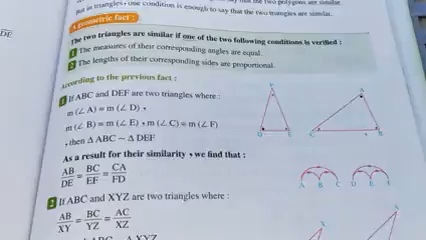 But in triangles, one condition is enough to say that the two triangles are similar.
A geometric fact :
The two triangles are similar if one of the two following conditions is verified :
1 The measures of their corresponding angles are equal.
2 The lengths of their corresponding sides are proportional.
According to the previous fact :
1 If ABC and DEF are two triangles where :
m (∠ A) = m (∠ D) ,
m (∠ B) = m (∠ E) , m (∠ C) = m (∠ F)
, then Δ ABC ~ Δ DEF
As a result for their similarity , we find that :
AB/DE = BC/EF = CA/FD
A B C D E F
2 If ABC and XYZ are two triangles where :
AB/XY = BC/YZ = AC/XZ
DE